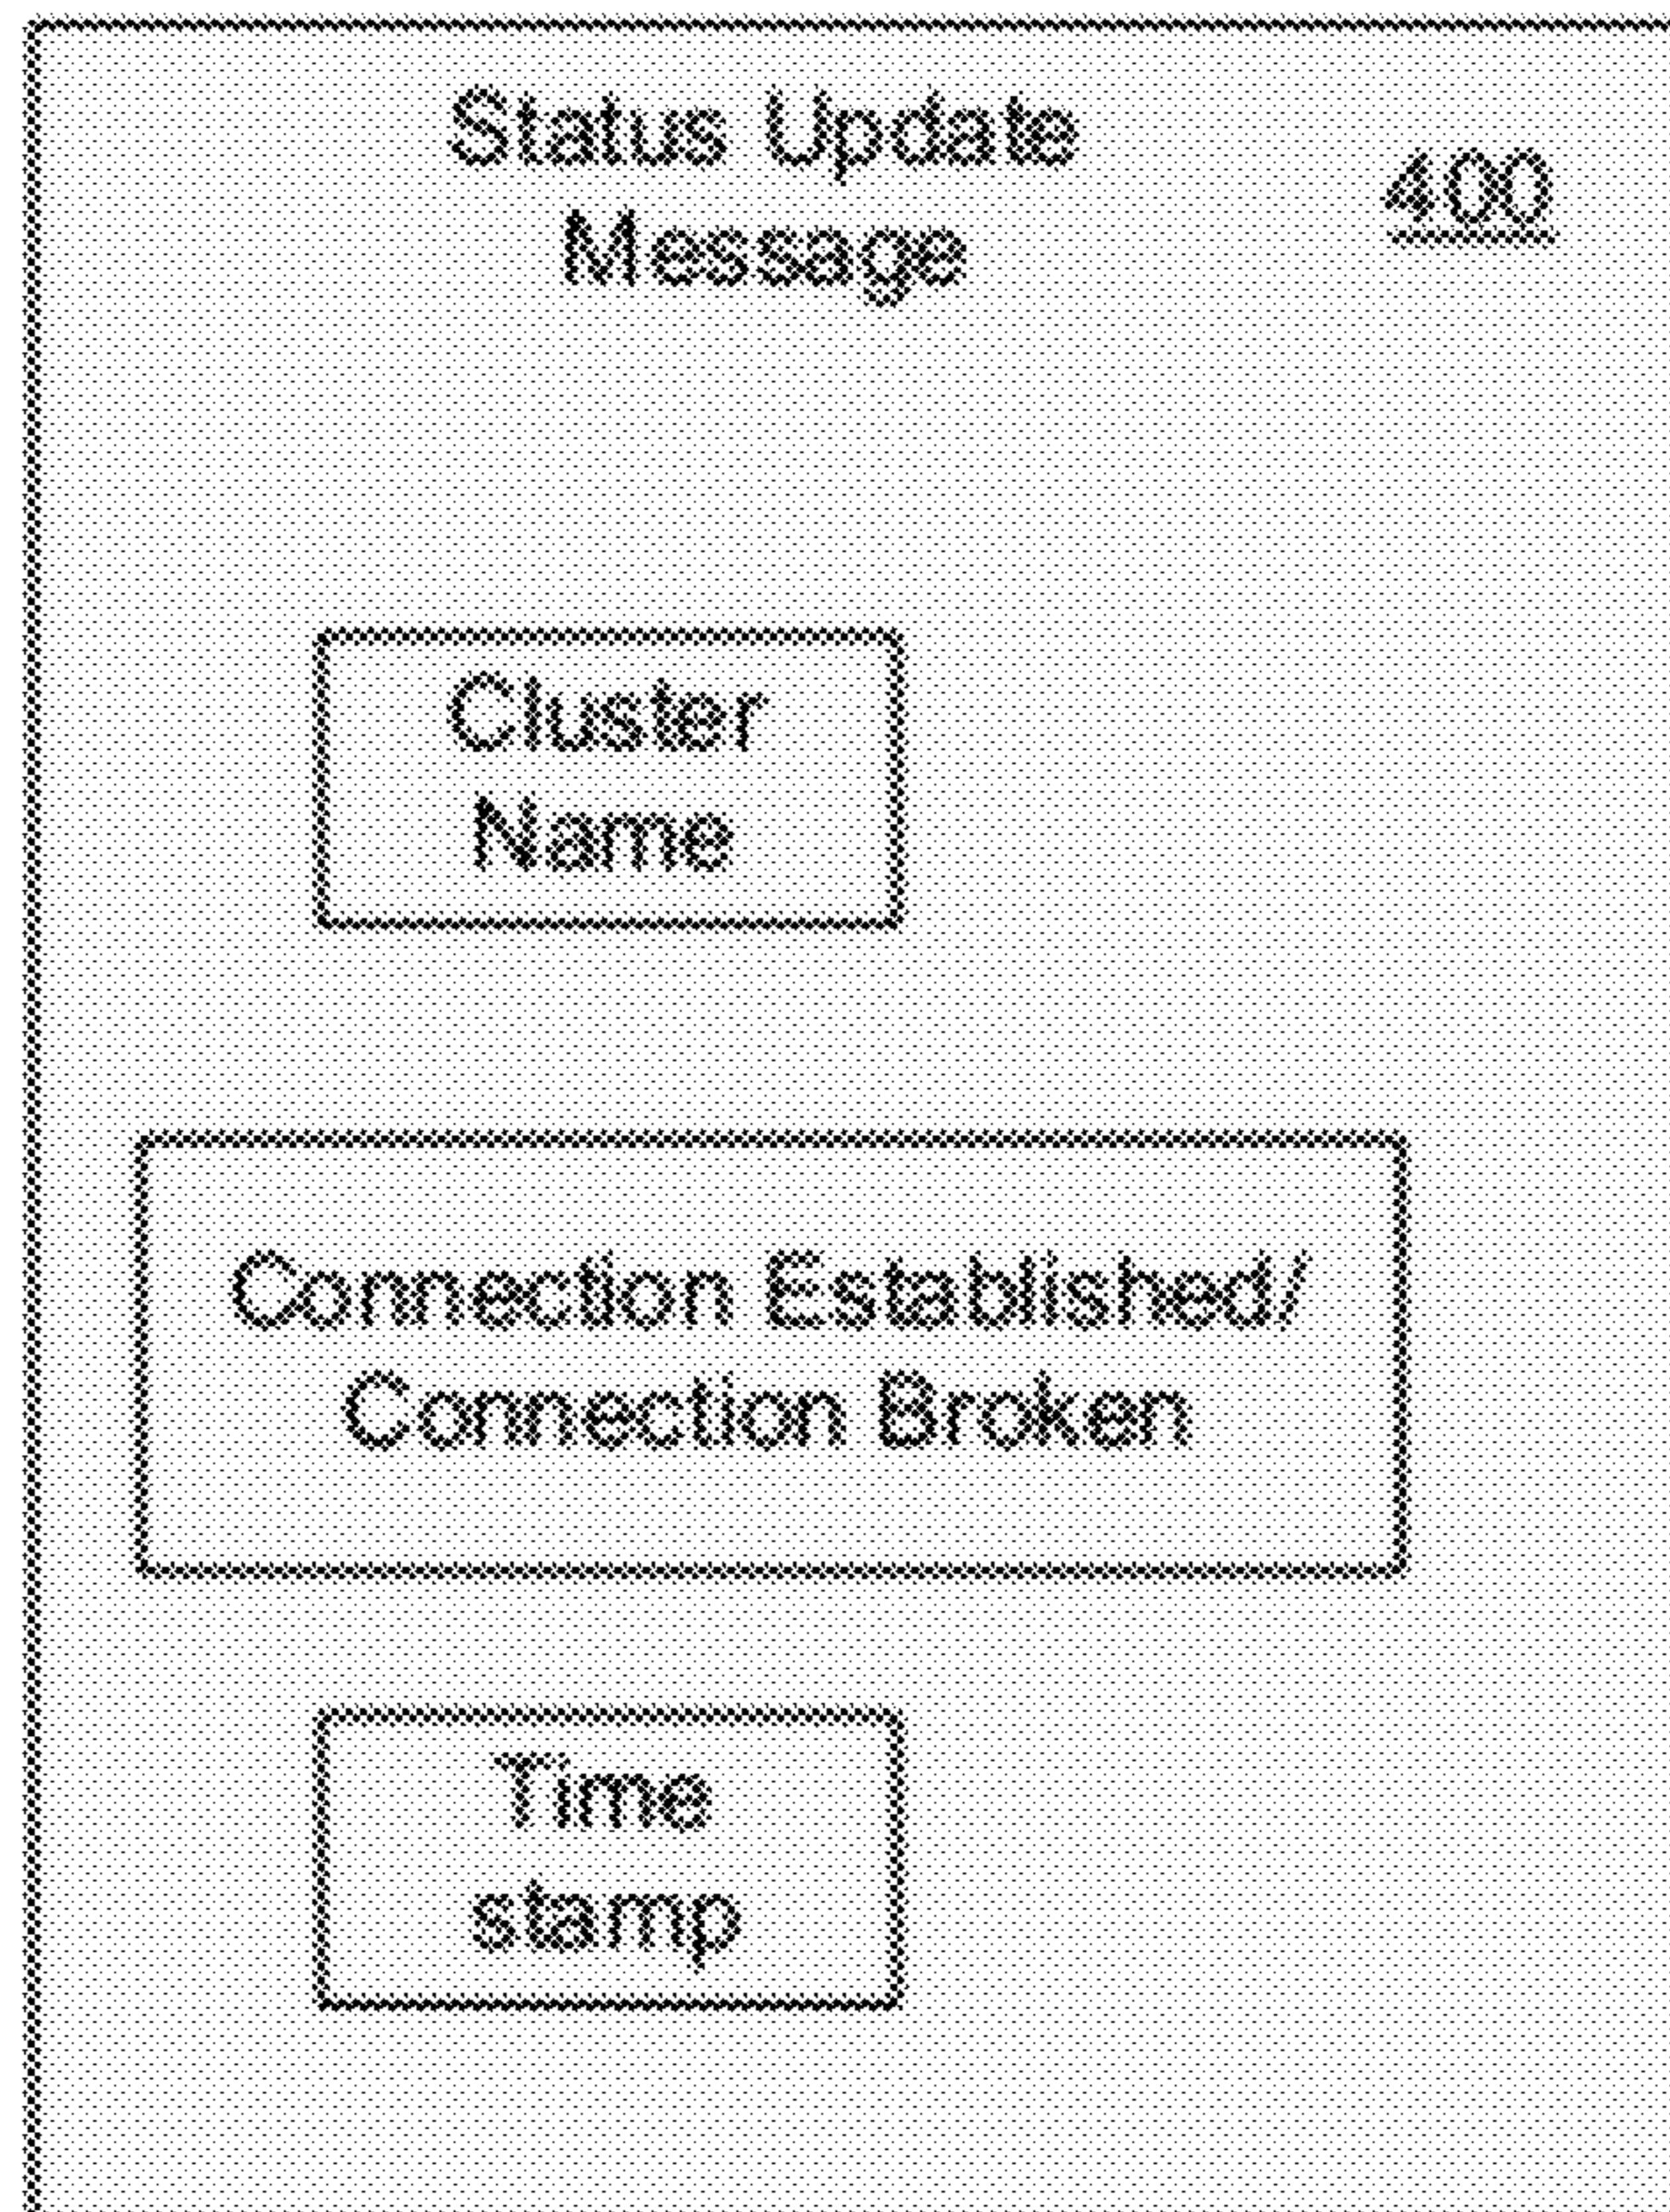 Status Update
Message
400
Cluster
Name
Connection Established/
Connection Broken
Time
stamp